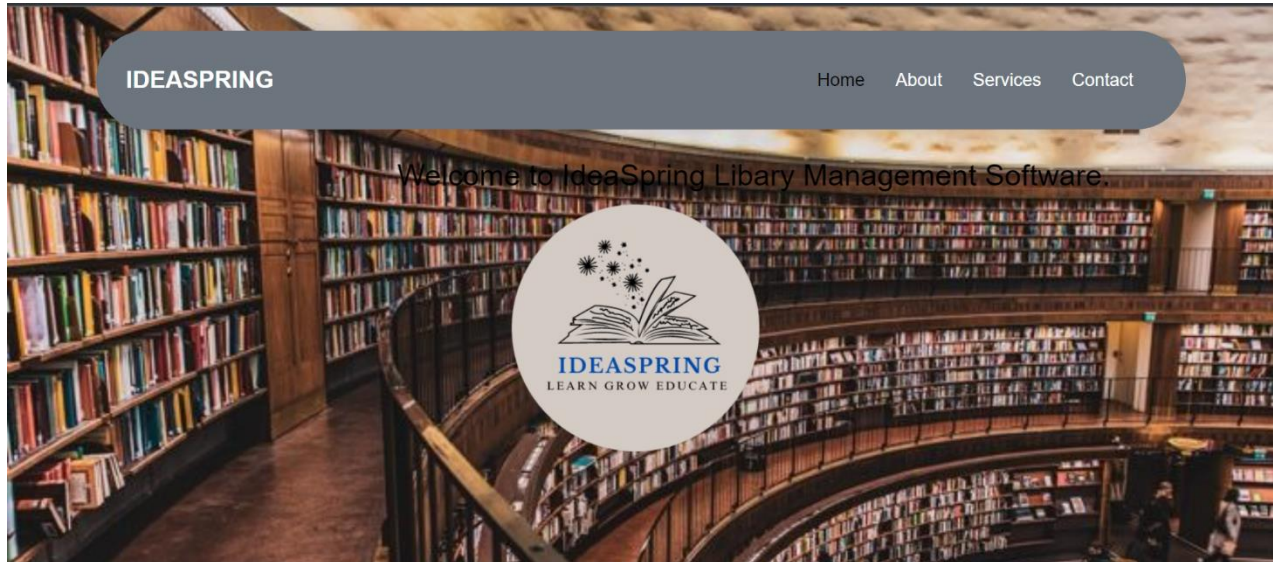 IDEASPRING
Home About Services Contact
Welcome to IdeaSpring Libary Management Software.
IDEASPRING
LEARN GROW EDUCATE